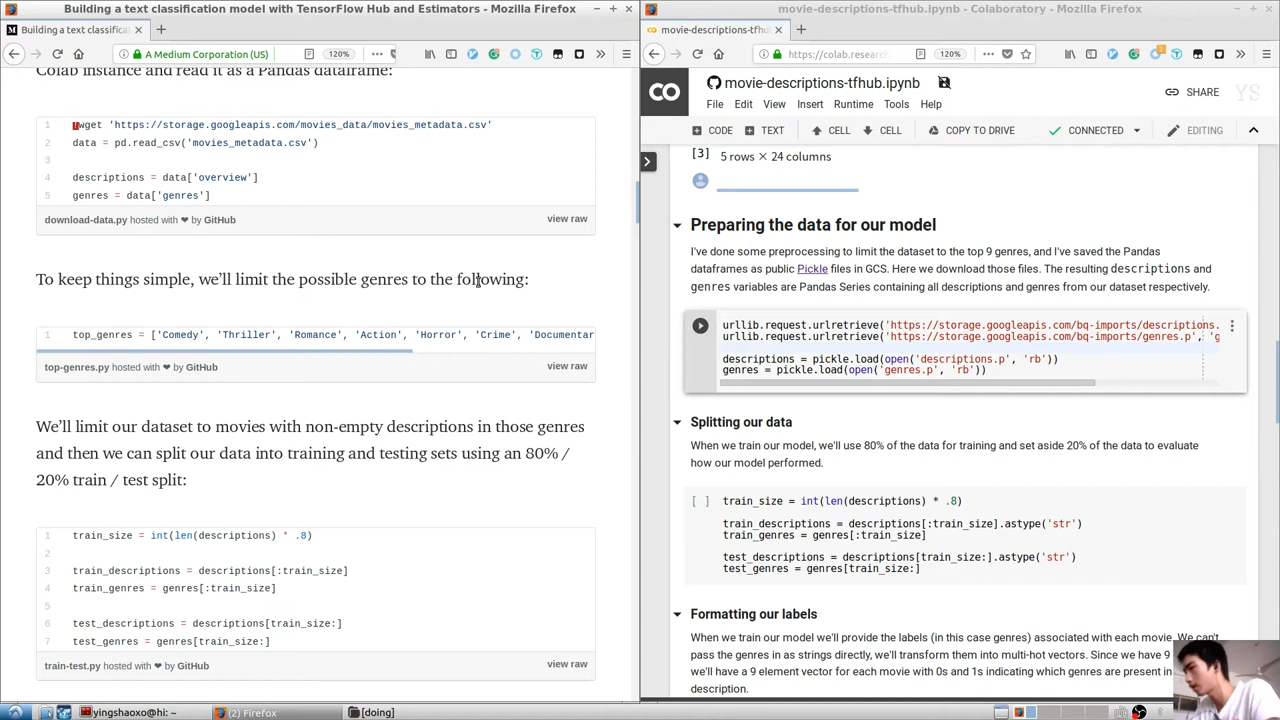 Building a text classification model with TensorFlow Hub and Estimators - Mozilla Firefox
Building a text classificat
A Medium Corporation (US)
120%
Colab instance and read it as a Pandas dataframe:
1 !wget 'https://storage.googleapis.com/movies_data/movies_metadata.csv'
2 data = pd.read_csv('movies_metadata.csv')
3
4 descriptions = data['overview']
5 genres = data['genres']
download-data.py hosted with ❤ by GitHub
view raw
To keep things simple, we'll limit the possible genres to the following:
1 top_genres = ['Comedy', 'Thriller', 'Romance', 'Action', 'Horror', 'Crime', 'Documentar
top-genres.py hosted with ❤ by GitHub
view raw
We'll limit our dataset to movies with non-empty descriptions in those genres
and then we can split our data into training and testing sets using an 80% /
20% train / test split:
1 train_size = int(len(descriptions) * .8)
2
3 train_descriptions = descriptions[:train_size]
4 train_genres = genres[:train_size]
5
6 test_descriptions = descriptions[train_size:]
7 test_genres = genres[train_size:]
train-test.py hosted with ❤ by GitHub
view raw
movie-descriptions-tfhub.ipynb - Colaboratory - Mozilla Firefox
movie-descriptions-tfhu
https://colab.research
120%
CO
movie-descriptions-tfhub.ipynb
SHARE
YS
File Edit View Insert Runtime Tools Help
CODE TEXT CELL CELL COPY TO DRIVE CONNECTED EDITING
[3] 5 rows × 24 columns
Preparing the data for our model
I've done some preprocessing to limit the dataset to the top 9 genres, and I've saved the Pandas
dataframes as public Pickle files in GCS. Here we download those files. The resulting descriptions and
genres variables are Pandas Series containing all descriptions and genres from our dataset respectively.
urllib.request.urlretrieve('https://storage.googleapis.com/bq-imports/descriptions.
urllib.request.urlretrieve('https://storage.googleapis.com/bq-imports/genres.p', 'g
descriptions = pickle.load(open('descriptions.p', 'rb'))
genres = pickle.load(open('genres.p', 'rb'))
Splitting our data
When we train our model, we'll use 80% of the data for training and set aside 20% of the data to evaluate
how our model performed.
[ ] train_size = int(len(descriptions) * .8)
train_descriptions = descriptions[:train_size].astype('str')
train_genres = genres[:train_size]
test_descriptions = descriptions[train_size:].astype('str')
test_genres = genres[train_size:]
Formatting our labels
When we train our model we'll provide the labels (in this case genres) associated with each movie. We can't
pass the genres in as strings directly, we'll transform them into multi-hot vectors. Since we have 9
we'll have a 9 element vector for each movie with 0s and 1s indicating which genres are present in
description.
yingshaoxo@hi: ~
(2) Firefox
[doing]